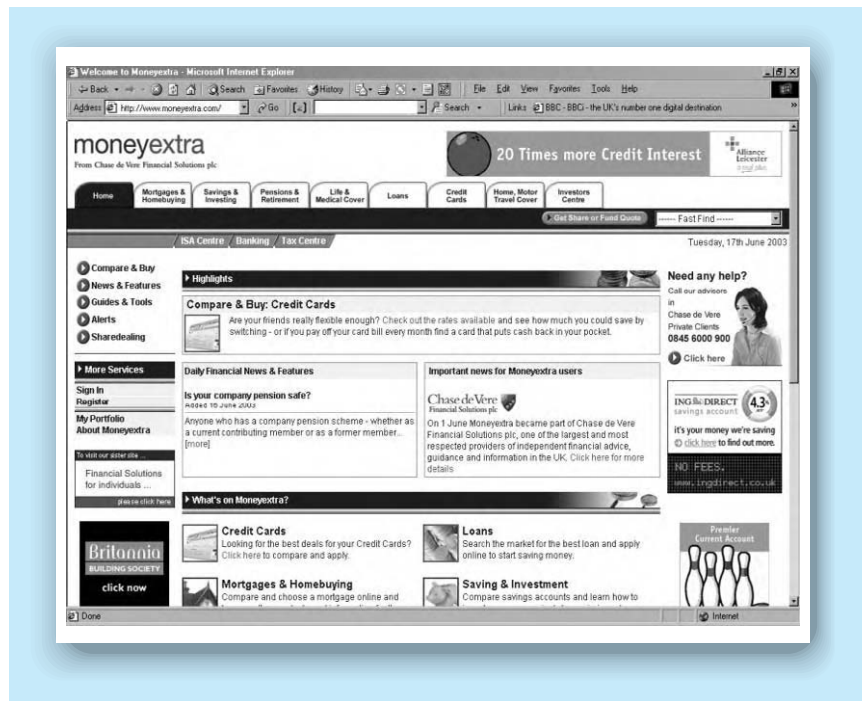 Welcome to Moneyextra - Microsoft Internet Explorer
Back Search Favorites History File Edit View Favorites Tools Help
Address http://www.moneyextra.com/ Go Search Links BBC - BBCi - the UK's number one digital destination
moneyextra
From Chase de Vere Financial Solutions plc
20 Times more Credit Interest
Alliance
Leicester
Home
Mortgages &
Homebuying
Savings &
Investing
Pensions &
Retirement
Life &
Medical Cover
Loans
Credit
Cards
Home, Motor
Travel Cover
Investors
Centre
Get Share or Fund Quote
------ Fast Find ------
ISA Centre / Banking / Tax Centre
Tuesday, 17th June 2003
Compare & Buy
News & Features
Guides & Tools
Alerts
Sharedealing
More Services
Sign In
Register
My Portfolio
About Moneyextra
To visit our sister site ...
Financial Solutions
for individuals ...
please click here
Britannia
BUILDING SOCIETY
click now
Highlights
Compare & Buy: Credit Cards
Are your friends really flexible enough? Check out the rates available and see how much you could save by
switching - or if you pay off your card bill every month find a card that puts cash back in your pocket.
Daily Financial News & Features
Is your company pension safe?
Added 16 June 2003
Anyone who has a company pension scheme - whether as
a current contributing member or as a former member...
[more]
Important news for Moneyextra users
Chase de Vere
Financial Solutions plc
On 1 June Moneyextra became part of Chase de Vere
Financial Solutions plc, one of the largest and most
respected providers of independent financial advice,
guidance and information in the UK. Click here for more
details
What's on Moneyextra?
Credit Cards
Looking for the best deals for your Credit Cards?
Click here to compare and apply.
Loans
Search the market for the best loan and apply
online to start saving money.
Mortgages & Homebuying
Compare and choose a mortgage online and
Saving & Investment
Compare savings accounts and learn how to
Need any help?
Call our advisors
in
Chase de Vere
Private Clients
0845 6000 900
Click here
ING DIRECT
savings account
4.3
it's your money we're saving
click here to find out more.
NO FEES.
www.ingdirect.co.uk
Premier
Current Account
Done
Internet